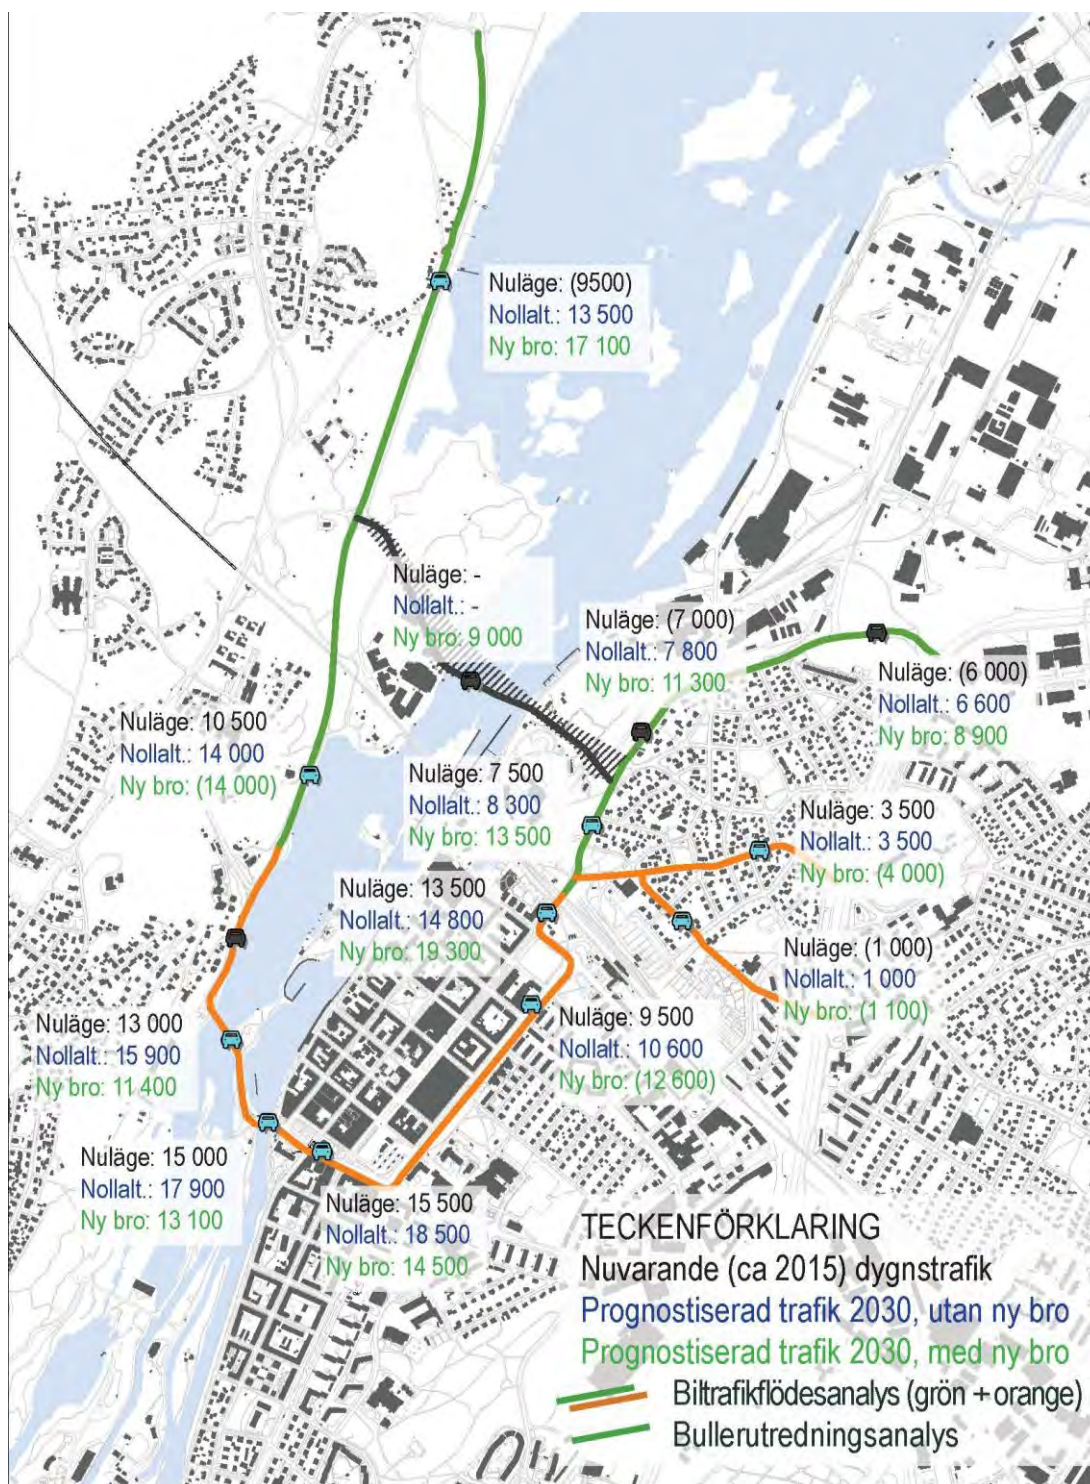 Nuläge: (9500)
Nollalt.: 13 500
Ny bro: 17 100
Nuläge: -
Nollalt.: -
Ny bro: 9 000
Nuläge: (7 000)
Nollalt.: 7 800
Ny bro: 11 300
Nuläge: (6 000)
Nollalt.: 6 600
Ny bro: 8 900
Nuläge: 10 500
Nollalt.: 14 000
Ny bro: (14 000)
Nuläge: 7 500
Nollalt.: 8 300
Ny bro: 13 500
Nuläge: 3 500
Nollalt.: 3 500
Ny bro: (4 000)
Nuläge: 13 500
Nollalt.: 14 800
Ny bro: 19 300
Nuläge: (1 000)
Nollalt.: 1 000
Ny bro: (1 100)
Nuläge: 13 000
Nollalt.: 15 900
Ny bro: 11 400
Nuläge: 9 500
Nollalt.: 10 600
Ny bro: (12 600)
Nuläge: 15 000
Nollalt.: 17 900
Ny bro: 13 100
Nuläge: 15 500
Nollalt.: 18 500
Ny bro: 14 500
TECKENFÖRKLARING
Nuvarande (ca 2015) dygnstrafik
Prognostiserad trafik 2030, utan ny bro
Prognostiserad trafik 2030, med ny bro
Biltrafikflödesanalys (grön + orange)
Bullerutredningsanalys